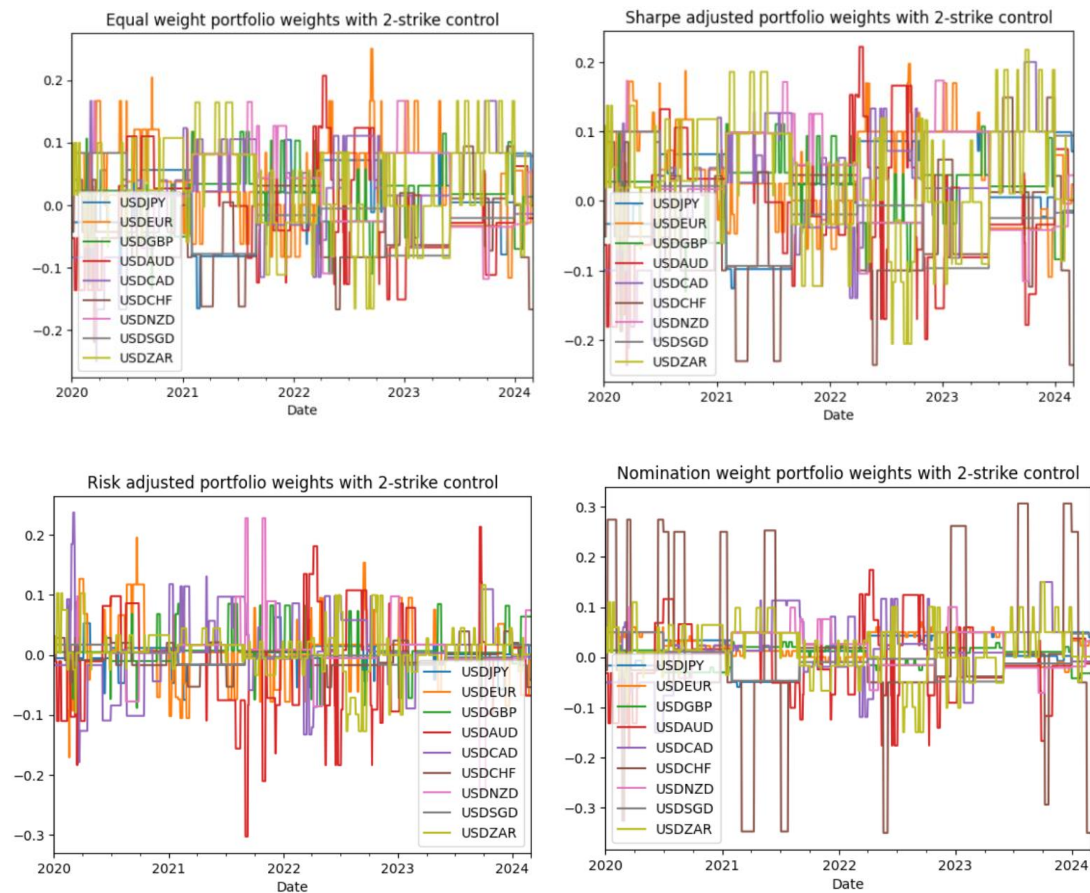 Equal weight portfolio weights with 2-strike control
0.2
0.1
0.0
−0.1
−0.2
USDJPY
USDEUR
USDGBP
USDAUD
USDCAD
USDCHF
USDNZD
USDSGD
USDZAR
2020
2021
2022
2023
2024
Date
Sharpe adjusted portfolio weights with 2-strike control
0.2
0.1
0.0
−0.1
−0.2
USDJPY
USDEUR
USDGBP
USDAUD
USDCAD
USDCHF
USDNZD
USDSGD
USDZAR
2020
2021
2022
2023
2024
Date
Risk adjusted portfolio weights with 2-strike control
0.2
0.1
0.0
−0.1
−0.2
−0.3
USDJPY
USDEUR
USDGBP
USDAUD
USDCAD
USDCHF
USDNZD
USDSGD
USDZAR
2020
2021
2022
2023
2024
Date
Nomination weight portfolio weights with 2-strike control
0.3
0.2
0.1
0.0
−0.1
−0.2
−0.3
USDJPY
USDEUR
USDGBP
USDAUD
USDCAD
USDCHF
USDNZD
USDSGD
USDZAR
2020
2021
2022
2023
2024
Date